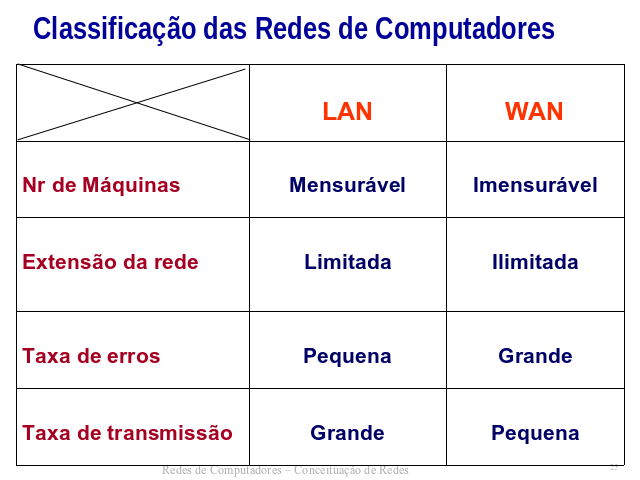 Classificação das Redes de Computadores
LAN WAN
Nr de Máquinas Mensurável Imensurável
Extensão da rede Limitada Ilimitada
Taxa de erros Pequena Grande
Taxa de transmissão Grande Pequena
Redes de Computadores – Conceituação de Redes